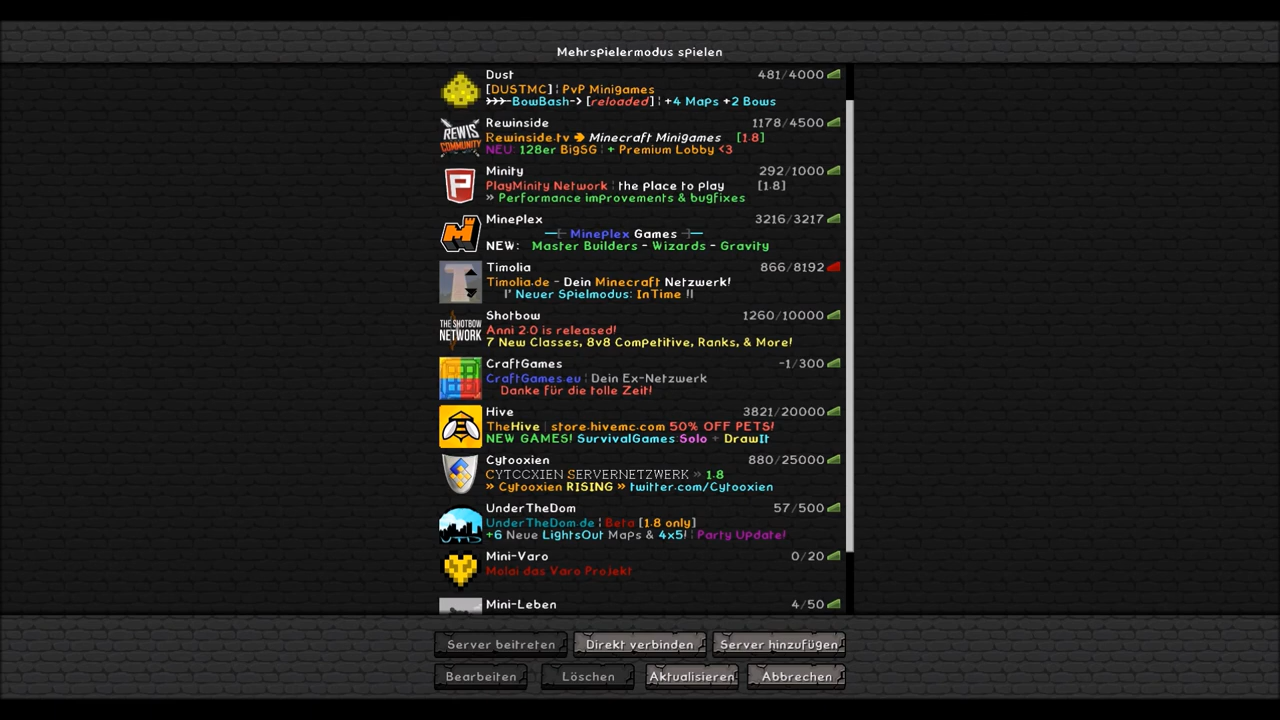 Mehrspielermodus spielen
Dust 481/4000
[DUSTMC] ¦ PvP Minigames
>>>-BowBash-> [reloaded] ¦ +4 Maps +2 Bows
Rewinside 1178/4500
REWIS COMMUNITY
Rewinside.tv ➔ Minecraft Minigames [1.8]
NEU: 128er BigSG ¦ + Premium Lobby <3
Minity 292/1000
P
PlayMinity Network ¦ the place to play [1.8]
» Performance improvements & bugfixes
MinePlex 3216/3217
M
MinePlex Games
NEW: Master Builders - Wizards - Gravity
Timolia 866/8192
T
Timolia.de - Dein Minecraft Netzwerk!
Neuer Spielmodus: InTime
Shotbow 1260/10000
THE SHOTBOW NETWORK
Anni 2.0 is released!
7 New Classes, 8v8 Competitive, Ranks, & More!
CraftGames -1/300
CraftGames.eu ¦ Dein Ex-Netzwerk
Danke für die tolle Zeit!
Hive 3821/20000
TheHive | store.hivemc.com 50% OFF PETS!
NEW GAMES! SurvivalGames Solo + DrawIt
Cytooxien 880/25000
CYTOOXIEN SERVERNETZWERK » 1.8
» Cytooxien RISING » twitter.com/Cytooxien
UnderTheDom 57/500
UTD
UnderTheDom.de ¦ Beta [1.8 only]
+6 Neue LightsOut Maps & 4x5! ¦ Party Update!
Mini-Varo 0/20
Molai das Varo Projekt
Mini-Leben 4/50
Server beitreten Direkt verbinden Server hinzufügen
Bearbeiten Löschen Aktualisieren Abbrechen